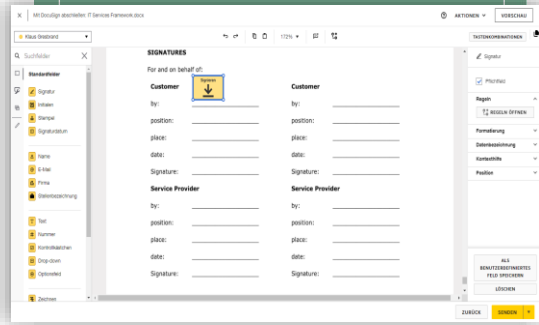 Mit DocuSign abschließen: IT Services Framework.docx
AKTIONEN
VORSCHAU
Klaus Grasbrand
172%
TASTENKOMBINATIONEN
Suchfelder
Standardfelder
Signatur
Initialen
Stempel
Signaturdatum
Name
E-Mail
Firma
Stellenbezeichnung
Text
Nummer
Kontrollkästchen
Drop-down
Optionsfeld
Zeichnen
SIGNATURES
For and on behalf of:
Customer
Signieren
by:
position:
place:
date:
Signature:
Service Provider
by:
position:
place:
date:
Signature:
Customer
by:
position:
place:
date:
Signature:
Service Provider
by:
position:
place:
date:
Signature:
Signatur
Pflichtfeld
Regeln
REGELN ÖFFNEN
Formatierung
Datenbezeichnung
Kontexthilfe
Position
ALS
BENUTZERDEFINIERTES
FELD SPEICHERN
LÖSCHEN
ZURÜCK
SENDEN